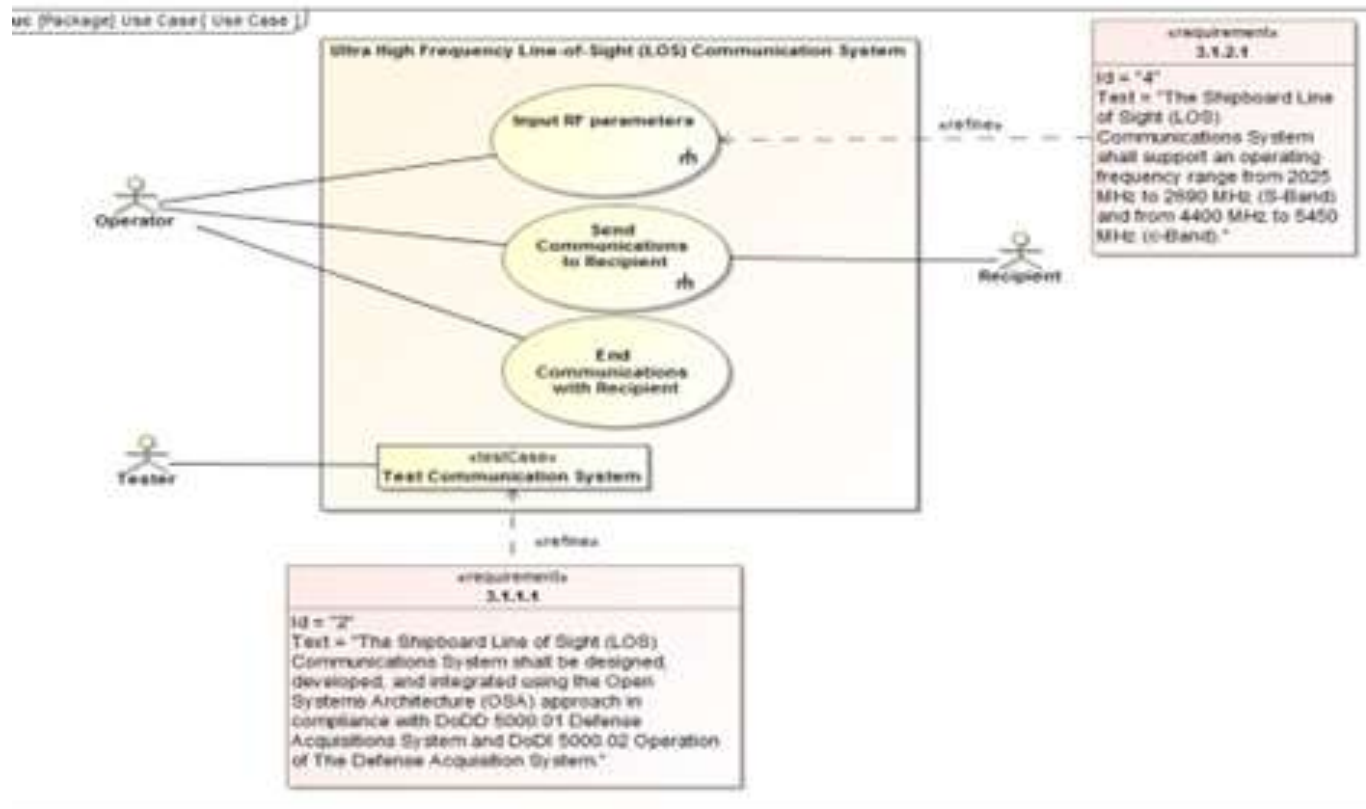 uc [Package] Use Case [ Use Case ]
Ultra High Frequency Line-of-Sight (LOS) Communication System
Input RF parameters
Send
Communications
to Recipient
End
Communications
with Recipient
«testCase»
Test Communication System
Operator
Tester
Recipient
«refine»
«requirement»
3.1.2.1
Id = "4"
Text = "The Shipboard Line
of Sight (LOS)
Communications System
shall support an operating
frequency range from 2025
MHz to 2690 MHz (S-Band)
and from 4400 MHz to 5450
MHz (c-Band)."
«refine»
«requirement»
3.1.1.1
Id = "2"
Text = "The Shipboard Line of Sight (LOS)
Communications System shall be designed,
developed, and integrated using the Open
Systems Architecture (OSA) approach in
compliance with DoDD 5000.01 Defense
Acquisitions System and DoDI 5000.02 Operation
of The Defense Acquisition System."